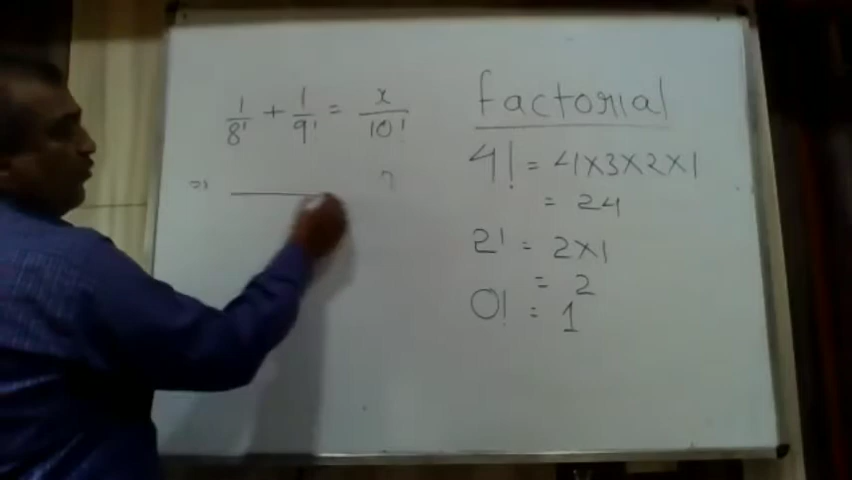 1/8! + 1/9! = x/10!
⇒
factorial
4! = 4×3×2×1
= 24
2! = 2×1
= 2
0! = 1